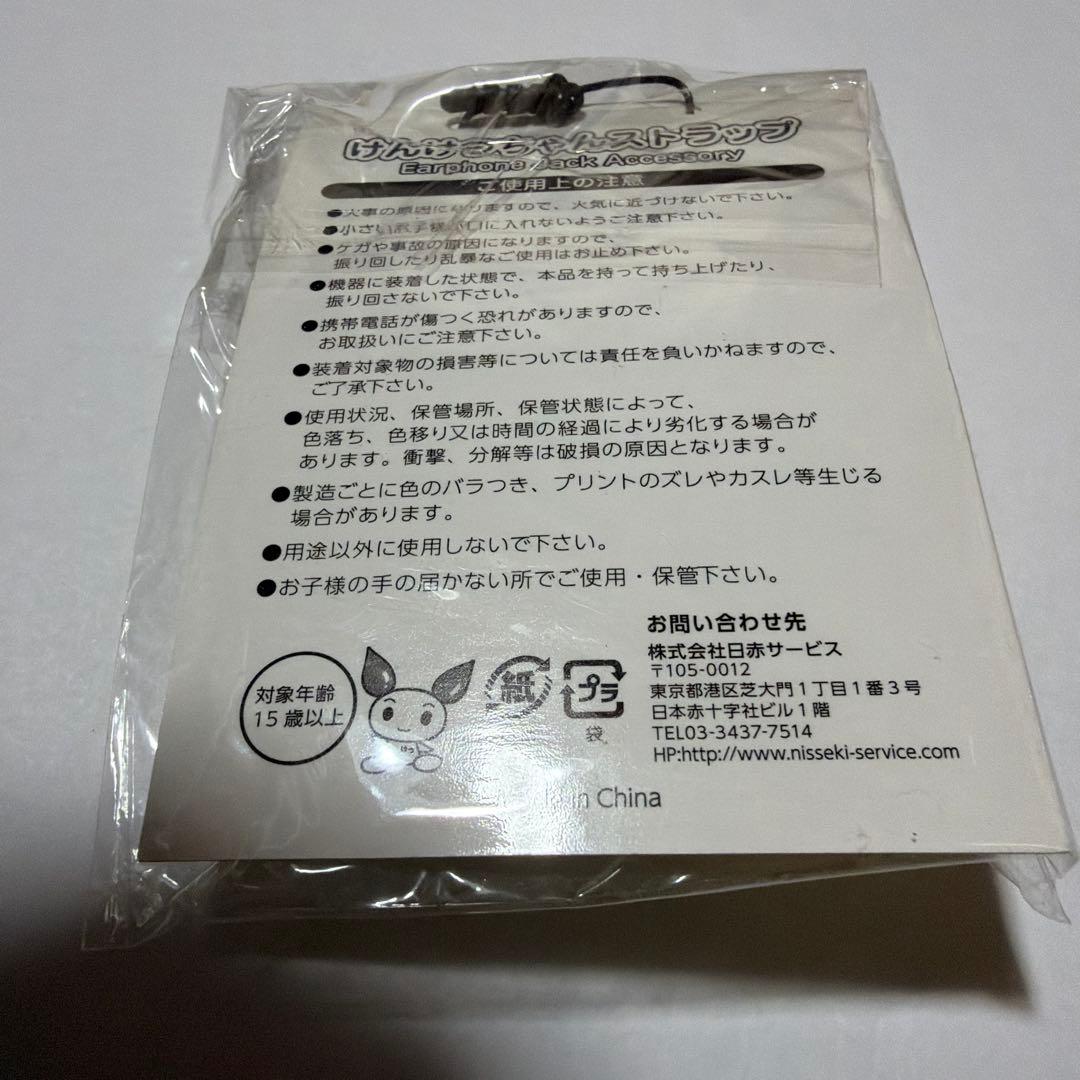 けんけつちゃんストラップ
Earphone Jack Accessory
ご使用上の注意
●火事の原因になりますので、火気に近づけないで下さい。
●小さいお子様が口に入れないようご注意下さい。
●ケガや事故の原因になりますので、
振り回したり乱暴なご使用はお止め下さい。
●機器に装着した状態で、本品を持って持ち上げたり、
振り回さないで下さい。
●携帯電話が傷つく恐れがありますので、
お取扱いにご注意下さい。
●装着対象物の損害等については責任を負いかねますので、
ご了承下さい。
●使用状況、保管場所、保管状態によって、
色落ち、色移り又は時間の経過により劣化する場合が
あります。衝撃、分解等は破損の原因となります。
●製造ごとに色のバラつき、プリントのズレやカスレ等生じる
場合があります。
●用途以外に使用しないで下さい。
●お子様の手の届かない所でご使用・保管下さい。
対象年齢
15歳以上
けっ
紙
プラ
袋
お問い合わせ先
株式会社日赤サービス
〒105-0012
東京都港区芝大門1丁目1番3号
日本赤十字社ビル1階
TEL03-3437-7514
HP:http://www.nisseki-service.com
China